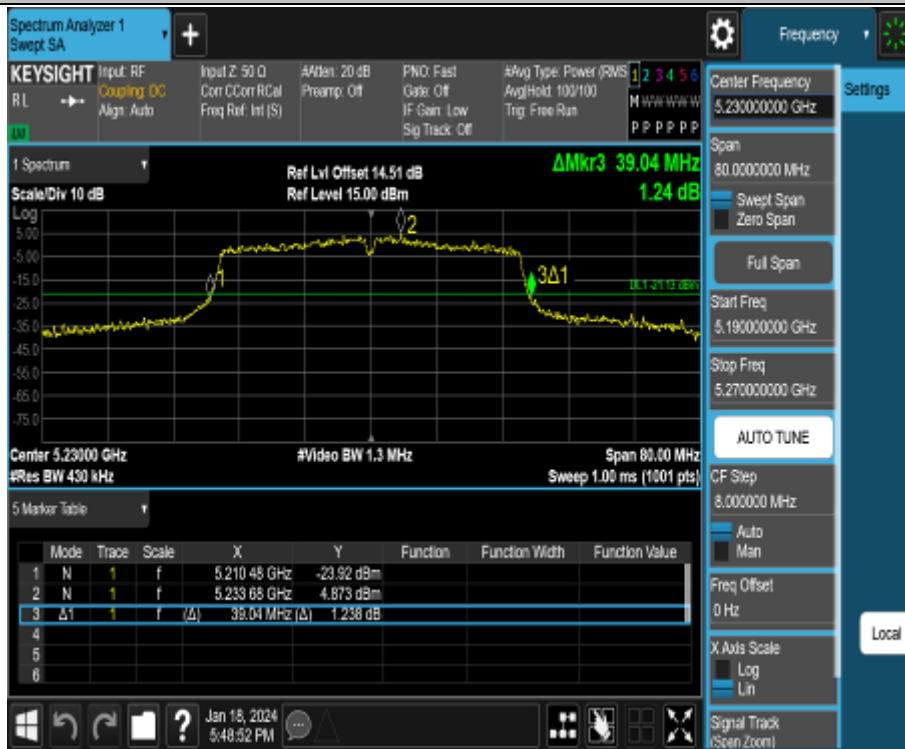 Spectrum Analyzer 1
Swept SA
+
Frequency
KEYSIGHT
RL
Input: RF
Coupling: DC
Align: Auto
Input Z: 50 Ω
Corr CCorr RCal
Freq Ref: Int (S)
#Atten: 20 dB
Preamp: Off
PNO: Fast
Gate: Off
IF Gain: Low
Sig Track: Off
#Avg Type: Power (RMS
Avg|Hold: 100/100
Trig: Free Run
1 2 3 4 5 6
M W W W W W
P P P P P P
1 Spectrum
Scale/Div 10 dB
Ref Lvl Offset 14.51 dB
Ref Level 15.00 dBm
ΔMkr3 39.04 MHz
1.24 dB
Log
5.00
-5.00
-15.0
-25.0
-35.0
-45.0
-55.0
-65.0
-75.0
1
2
3Δ1
DL1 -21.13 dBm
Center 5.23000 GHz
#Res BW 430 kHz
#Video BW 1.3 MHz
Span 80.00 MHz
Sweep 1.00 ms (1001 pts)
5 Marker Table
Mode Trace Scale X Y Function Function Width Function Value
1 N 1 f 5.210 48 GHz -23.92 dBm
2 N 1 f 5.233 68 GHz 4.873 dBm
3 Δ1 1 f (Δ) 39.04 MHz (Δ) 1.238 dB
4
5
6
Jan 18, 2024
5:48:52 PM
Center Frequency
5.230000000 GHz
Span
80.0000000 MHz
Swept Span
Zero Span
Full Span
Start Freq
5.190000000 GHz
Stop Freq
5.270000000 GHz
AUTO TUNE
CF Step
8.000000 MHz
Auto
Man
Freq Offset
0 Hz
X Axis Scale
Log
Lin
Signal Track
(Span Zoom)
Settings
Local